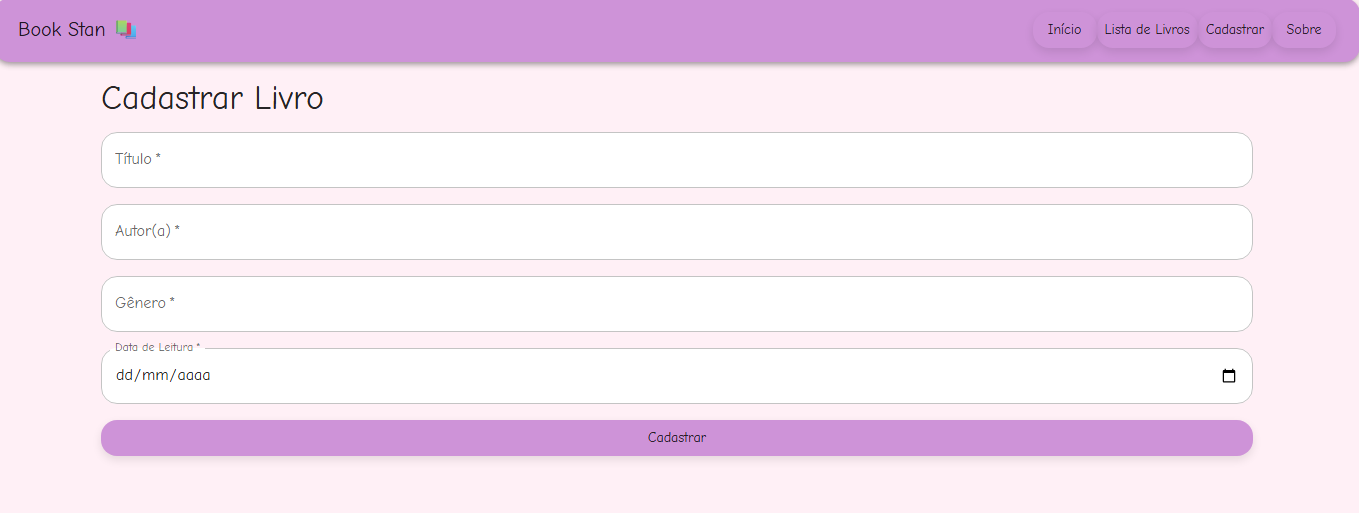 Book Stan
Início Lista de Livros Cadastrar Sobre
Cadastrar Livro
Título *
Autor(a) *
Gênero *
Data de Leitura *
dd/mm/aaaa
Cadastrar